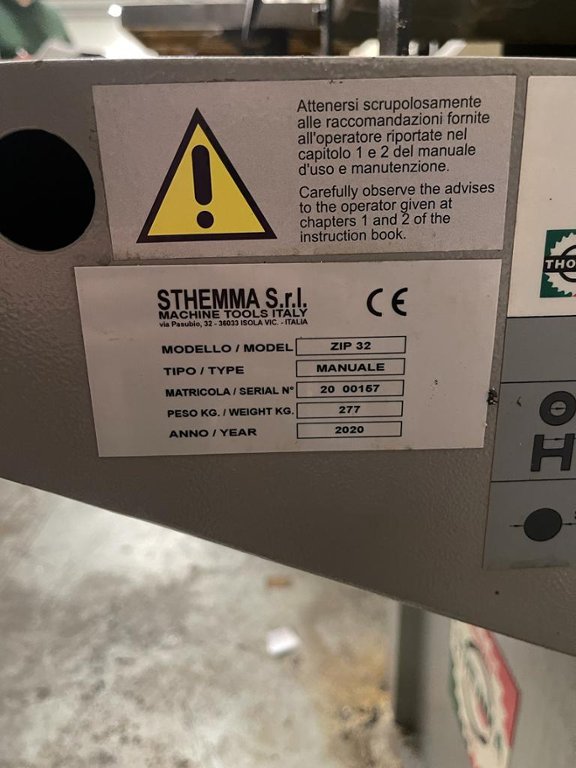 Attenersi scrupolosamente
alle raccomandazioni fornite
all'operatore riportate nel
capitolo 1 e 2 del manuale
d'uso e manutenzione.
Carefully observe the advises
to the operator given at
chapters 1 and 2 of the
instruction book.
STHEMMA S.r.l.
MACHINE TOOLS ITALY
via Pasubio, 32 - 36033 ISOLA VIC. - ITALIA
CE
MODELLO / MODEL ZIP 32
TIPO / TYPE MANUALE
MATRICOLA / SERIAL N° 20 00157
PESO KG. / WEIGHT KG. 277
ANNO / YEAR 2020